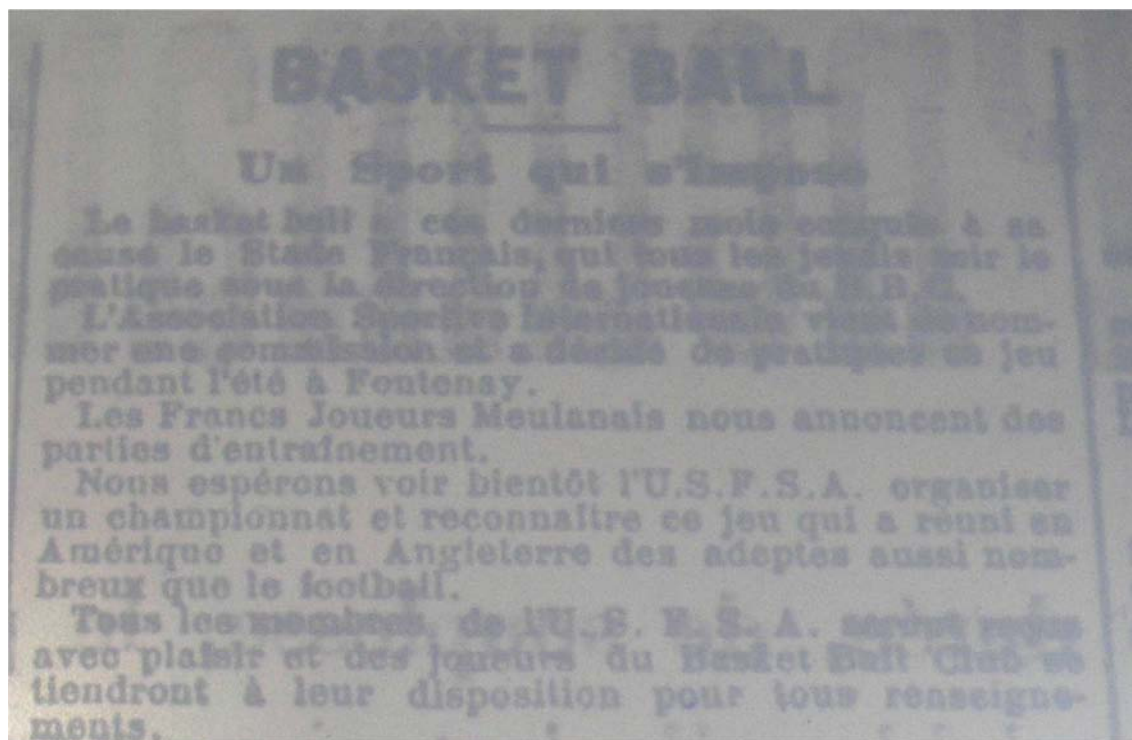 BASKET BALL
Un Sport qui s'impose
Le basket ball a ces derniers mois conquis à sa
cause le Stade Français, qui tous les jeudis soir le
pratique sous la direction de joueurs du B.B.C.
L'Association Sportive Internationale vient de nom-
mer une commission et a décidé de pratiquer ce jeu
pendant l'été à Fontenay.
Les Francs Joueurs Meulanais nous annoncent des
parties d'entraînement.
Nous espérons voir bientôt l'U.S.F.S.A. organiser
un championnat et reconnaître ce jeu qui a réuni en
Amérique et en Angleterre des adeptes aussi nom-
breux que le football.
Tous les membres de l'U.S.F.S.A. seront reçus
avec plaisir et des joueurs du Basket Ball Club se
tiendront à leur disposition pour tous renseigne-
ments.